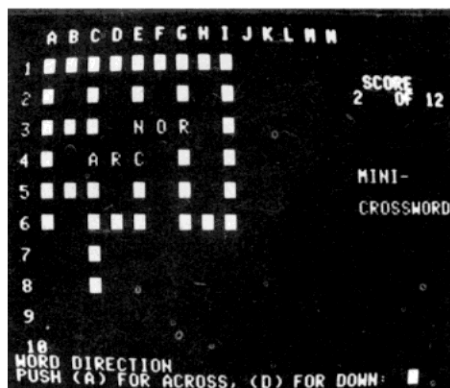 A B C D E F G H I J K L M N
1
SCORE
2
2 OF 12
3 N O R
4 A R C
MINI-
5
CROSSWORD
6
7
8
9
10
WORD DIRECTION
PUSH (A) FOR ACROSS, (D) FOR DOWN: